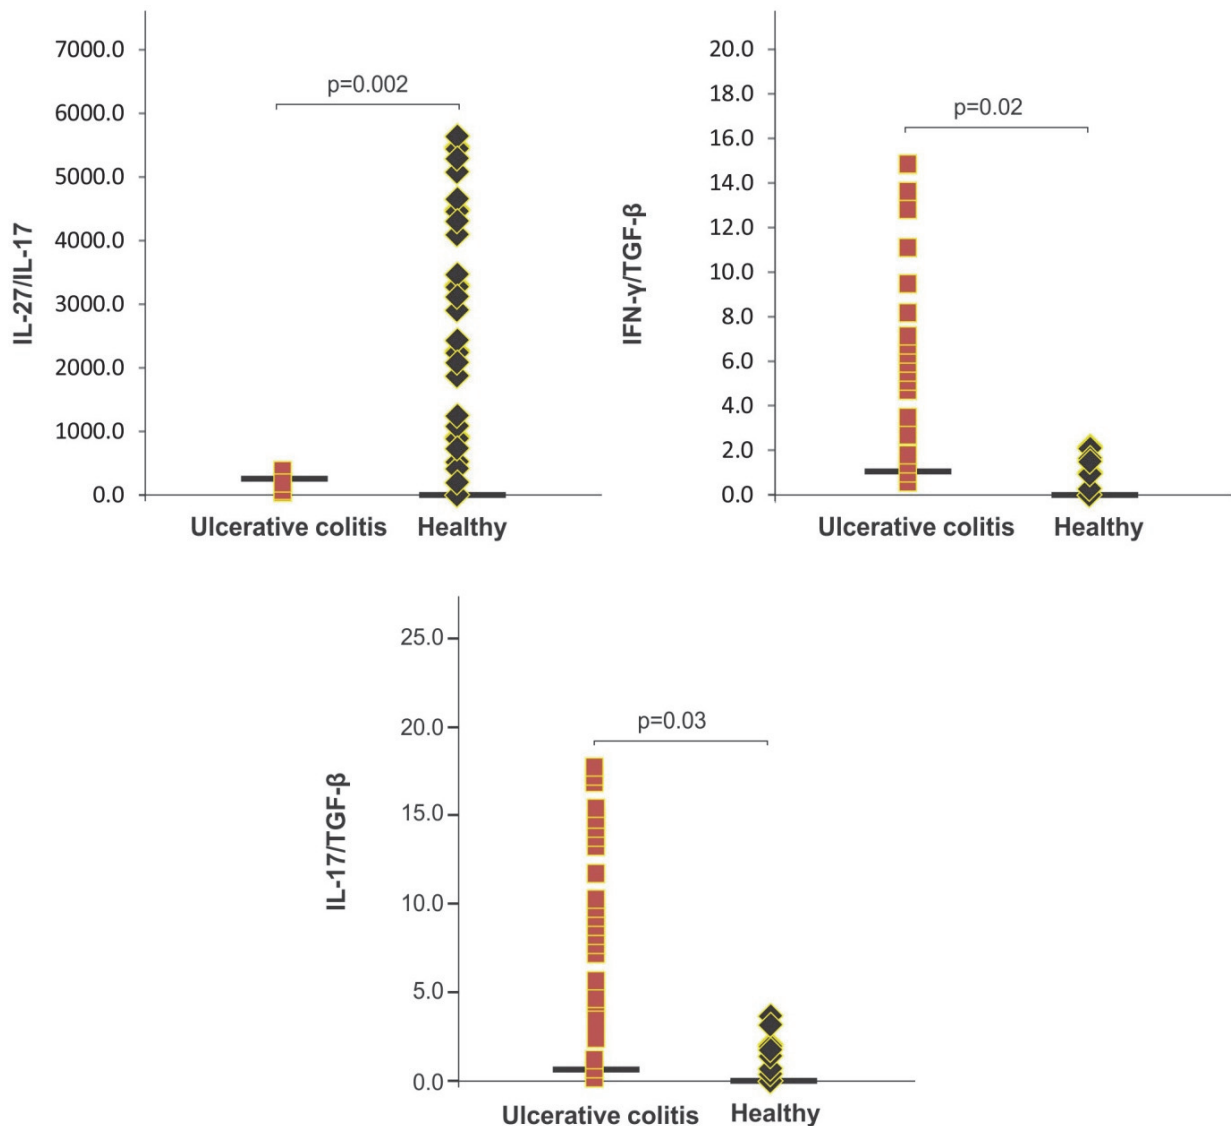 7000.0
6000.0
5000.0
4000.0
3000.0
2000.0
1000.0
0.0
IL-27/IL-17
p=0.002
Ulcerative colitis Healthy
20.0
18.0
16.0
14.0
12.0
10.0
8.0
6.0
4.0
2.0
0.0
IFN-γ/TGF-β
p=0.02
Ulcerative colitis Healthy
25.0
20.0
15.0
10.0
5.0
0.0
IL-17/TGF-β
p=0.03
Ulcerative colitis Healthy